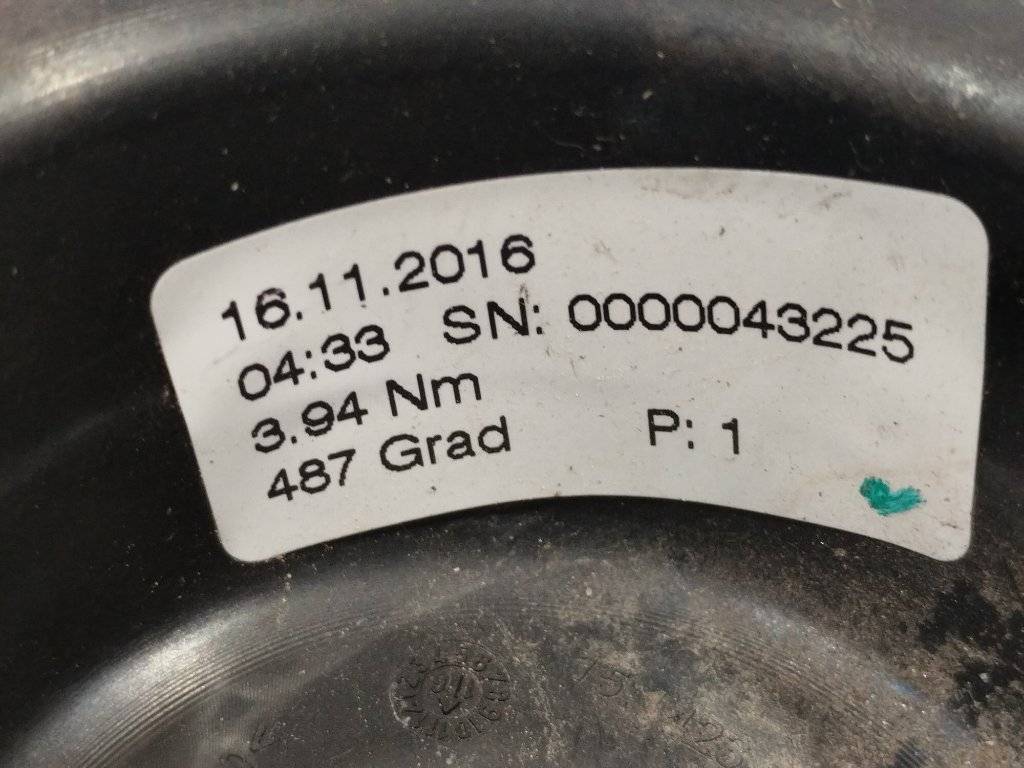 16.11.2016
04:33 SN: 0000043225
3.94 Nm
487 Grad P: 1